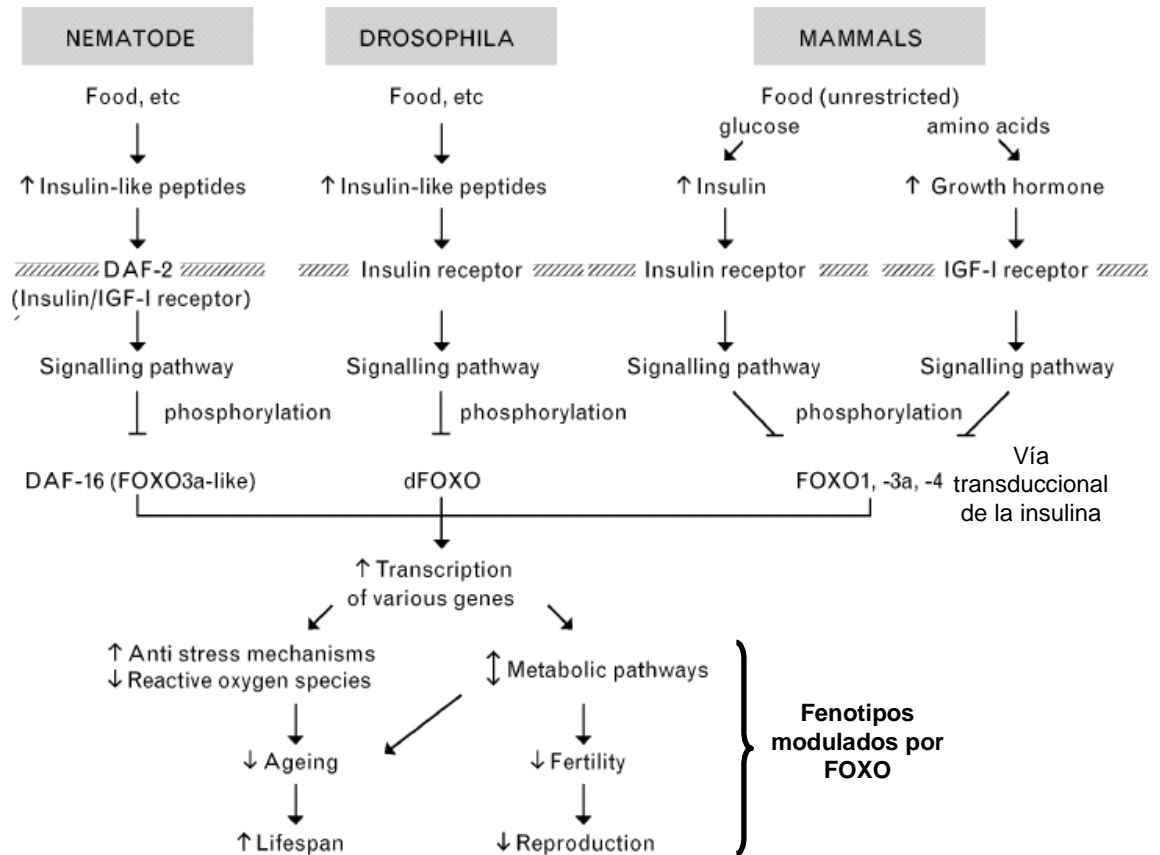 NEMATODE
DROSOPHILA
MAMMALS
Food, etc
Food, etc
Food (unrestricted)
glucose
amino acids
↑ Insulin-like peptides
↑ Insulin-like peptides
↑ Insulin
↑ Growth hormone
DAF-2
(Insulin/IGF-I receptor)
Insulin receptor
Insulin receptor
IGF-I receptor
Signalling pathway
Signalling pathway
Signalling pathway
Signalling pathway
phosphorylation
phosphorylation
phosphorylation
DAF-16 (FOXO3a-like)
dFOXO
FOXO1, -3a, -4
Vía
transduccional
de la insulina
↑ Transcription
of various genes
↑ Anti stress mechanisms
↓ Reactive oxygen species
↕ Metabolic pathways
↓ Ageing
↓ Fertility
↑ Lifespan
↓ Reproduction
Fenotipos
modulados por
FOXO